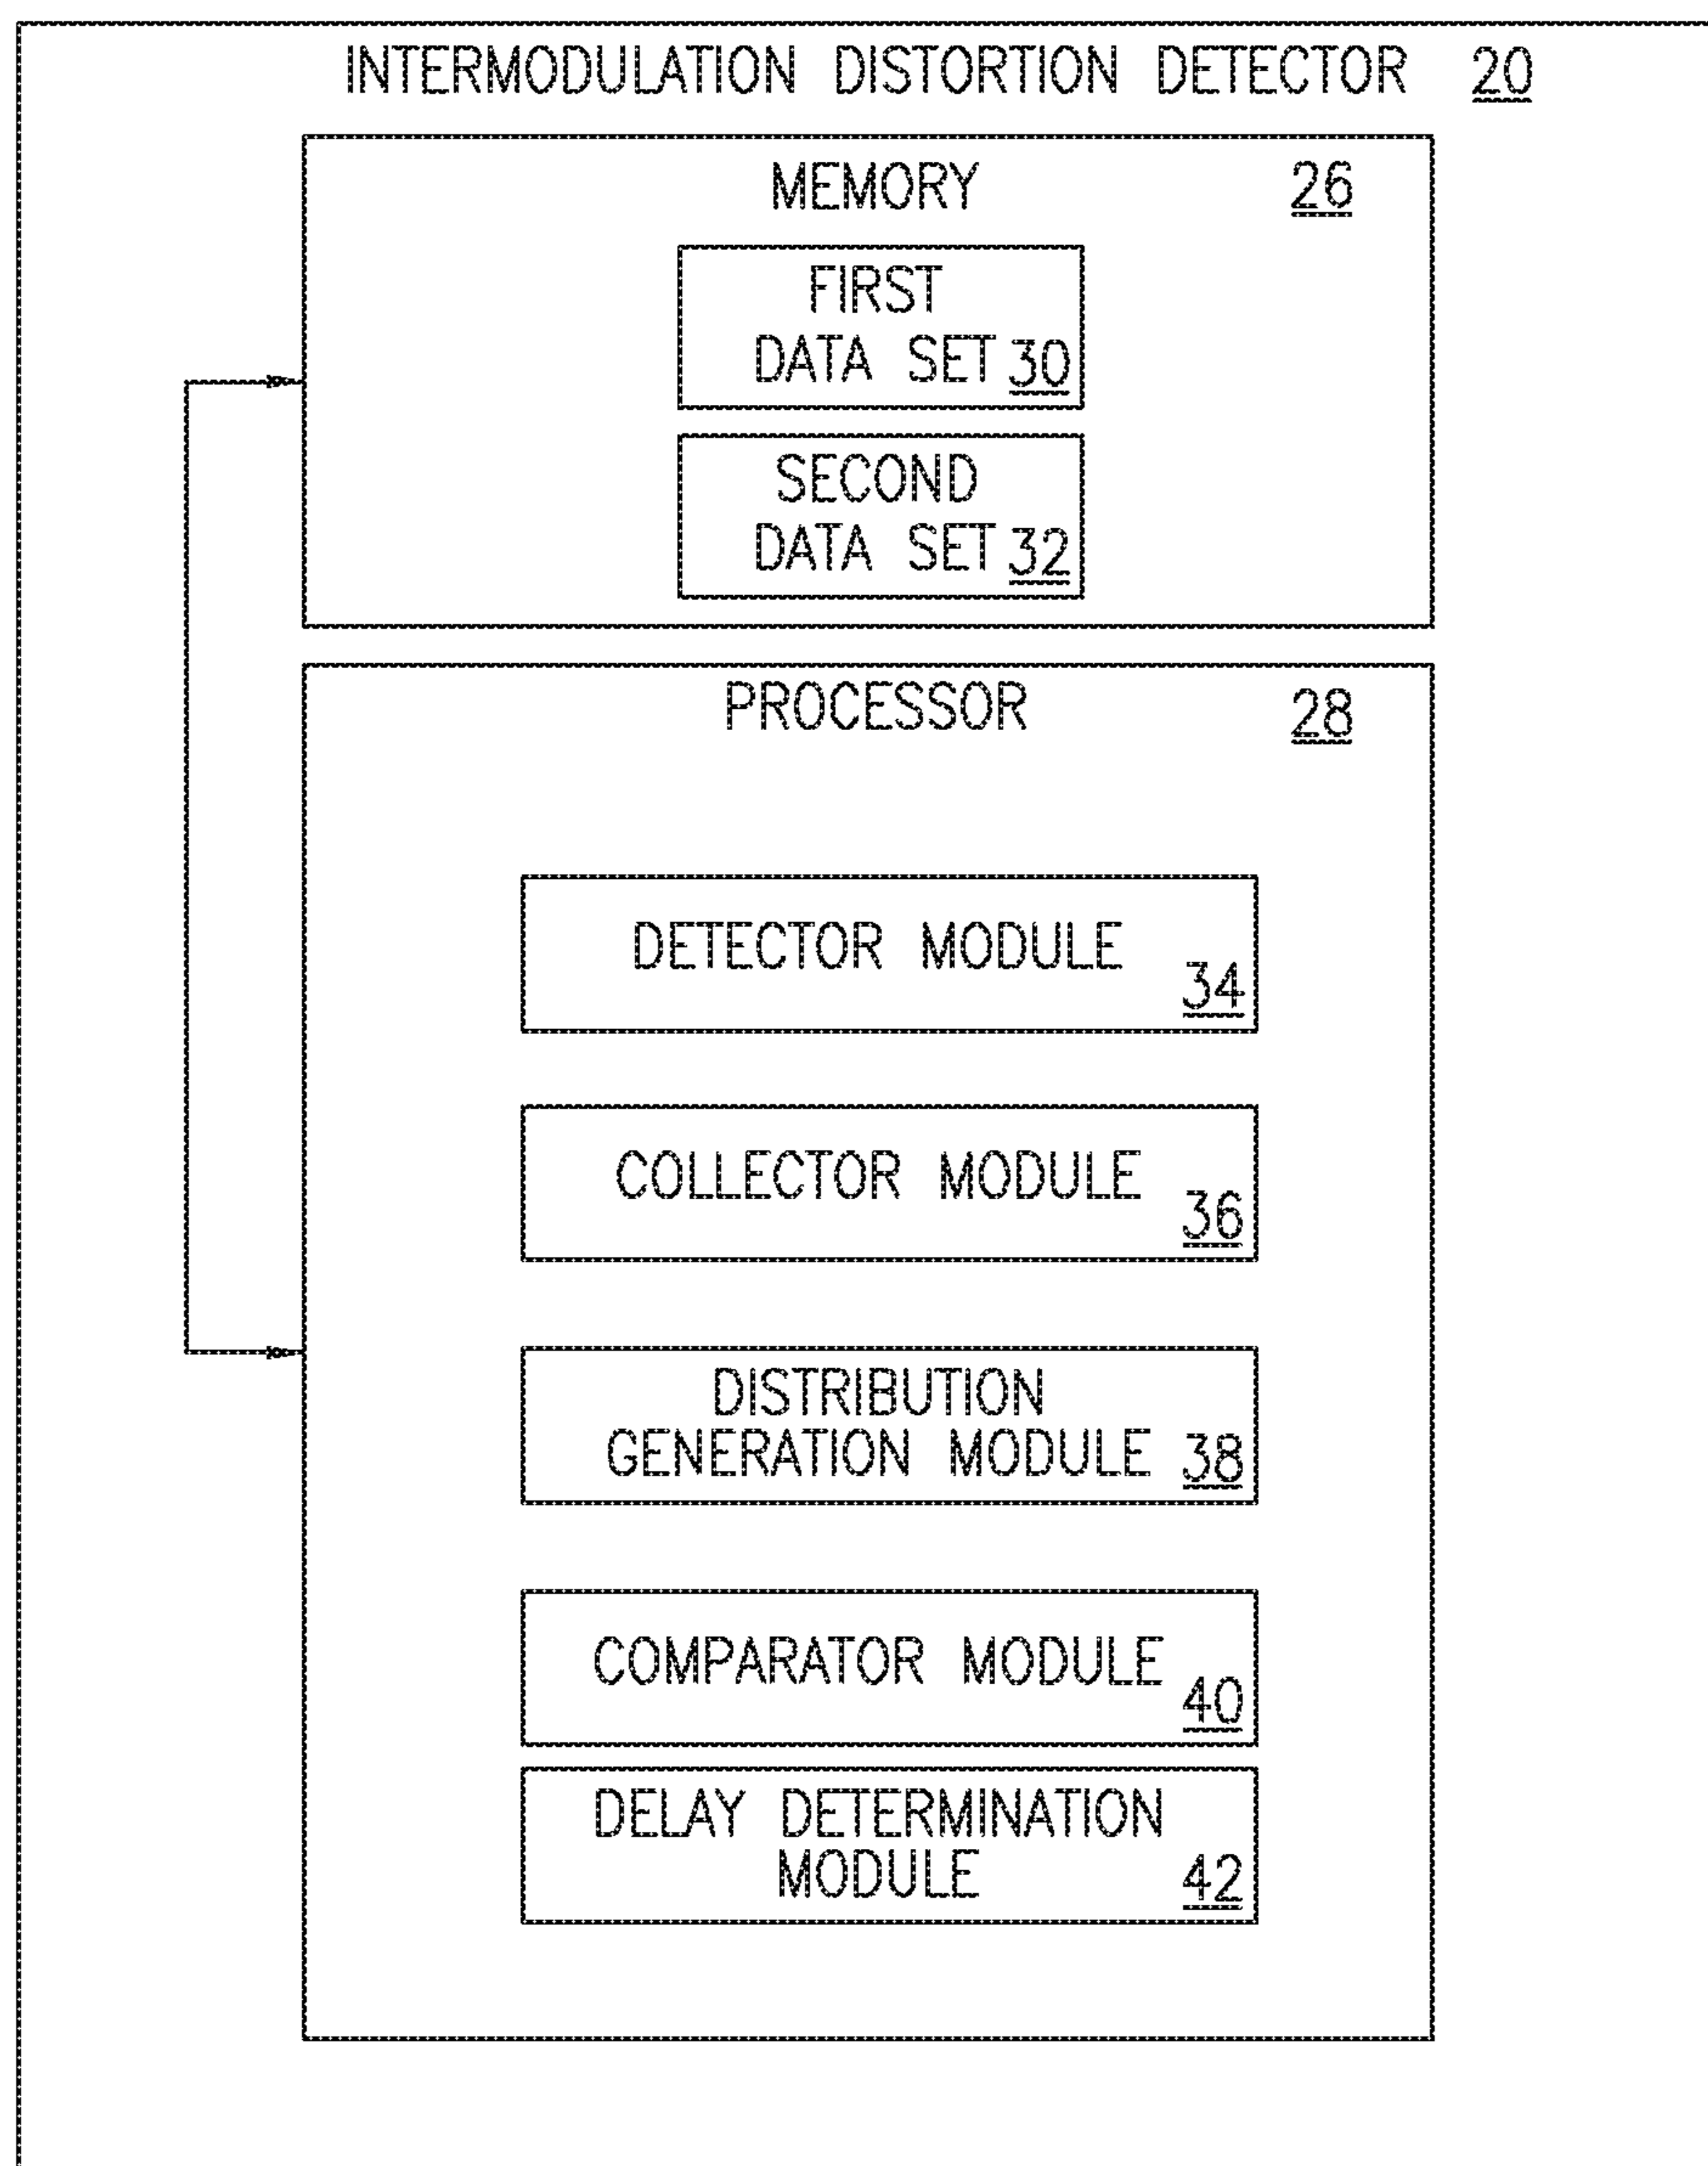 INTERMODULATION DISTORTION DETECTOR 20
MEMORY 26
FIRST
DATA SET 30
SECOND
DATA SET 32
PROCESSOR 28
DETECTOR MODULE
34
COLLECTOR MODULE
36
DISTRIBUTION
GENERATION MODULE 38
COMPARATOR MODULE
40
DELAY DETERMINATION
MODULE 42